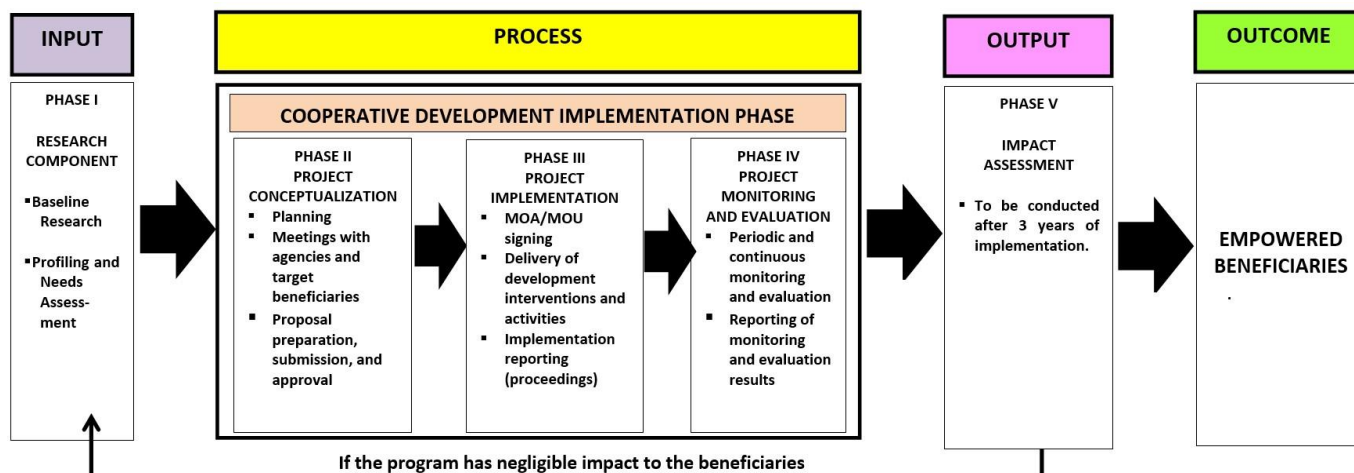 INPUT
PHASE I
RESEARCH
COMPONENT
▪Baseline
Research
▪Profiling and
Needs
Assess-
ment
PROCESS
COOPERATIVE DEVELOPMENT IMPLEMENTATION PHASE
PHASE II
PROJECT
CONCEPTUALIZATION
▪ Planning
▪ Meetings with
agencies and
target
beneficiaries
▪ Proposal
preparation,
submission, and
approval
PHASE III
PROJECT
IMPLEMENTATION
▪ MOA/MOU
signing
▪ Delivery of
development
interventions and
activities
▪ Implementation
reporting
(proceedings)
PHASE IV
PROJECT
MONITORING
AND EVALUATION
▪ Periodic and
continuous
monitoring
and evaluation
▪ Reporting of
monitoring
and evaluation
results
OUTPUT
PHASE V
IMPACT
ASSESSMENT
▪ To be conducted
after 3 years of
implementation.
OUTCOME
EMPOWERED
BENEFICIARIES
.
If the program has negligible impact to the beneficiaries